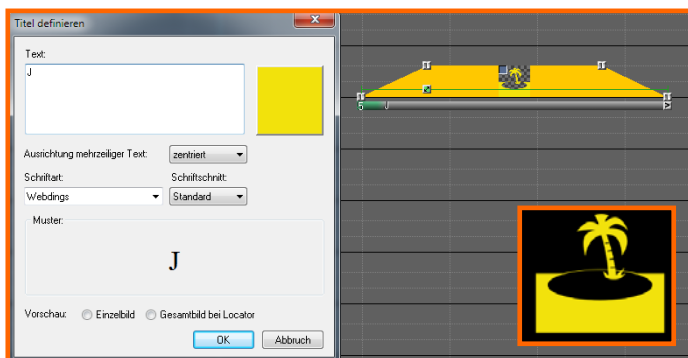 Titel definieren
Text:
J
Ausrichtung mehrzeiliger Text:
zentriert
Schriftart:
Schriftschnitt:
Webdings
Standard
Muster:
J
Vorschau:
Einzelbild
Gesamtbild bei Locator
OK
Abbruch
J